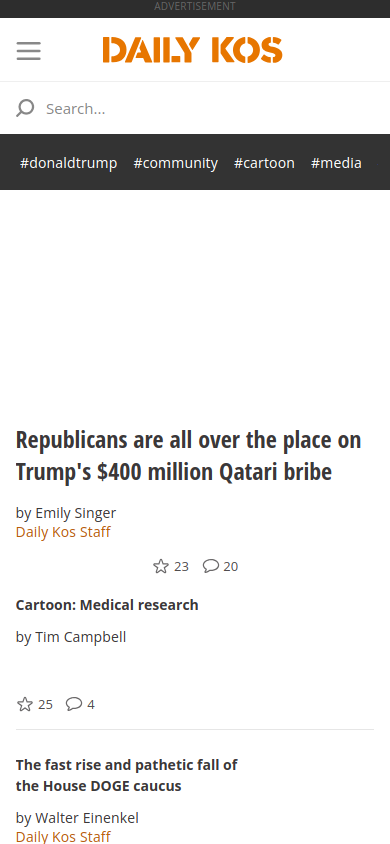 ADVERTISEMENT
DAILY KOS
Search...
#donaldtrump #community #cartoon #media
Republicans are all over the place on
Trump's $400 million Qatari bribe
by Emily Singer
Daily Kos Staff
23 20
Cartoon: Medical research
by Tim Campbell
25 4
The fast rise and pathetic fall of
the House DOGE caucus
by Walter Einenkel
Daily Kos Staff